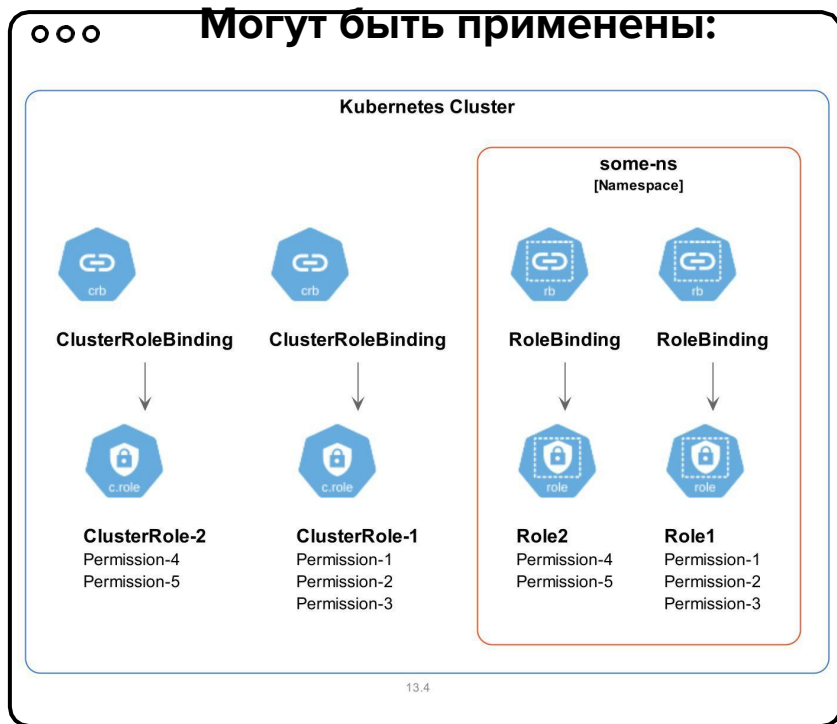 Могут быть применены:
Kubernetes Cluster
some-ns
[Namespace]
crb
crb
rb
rb
ClusterRoleBinding
ClusterRoleBinding
RoleBinding
RoleBinding
c.role
c.role
role
role
ClusterRole-2
Permission-4
Permission-5
ClusterRole-1
Permission-1
Permission-2
Permission-3
Role2
Permission-4
Permission-5
Role1
Permission-1
Permission-2
Permission-3
13.4